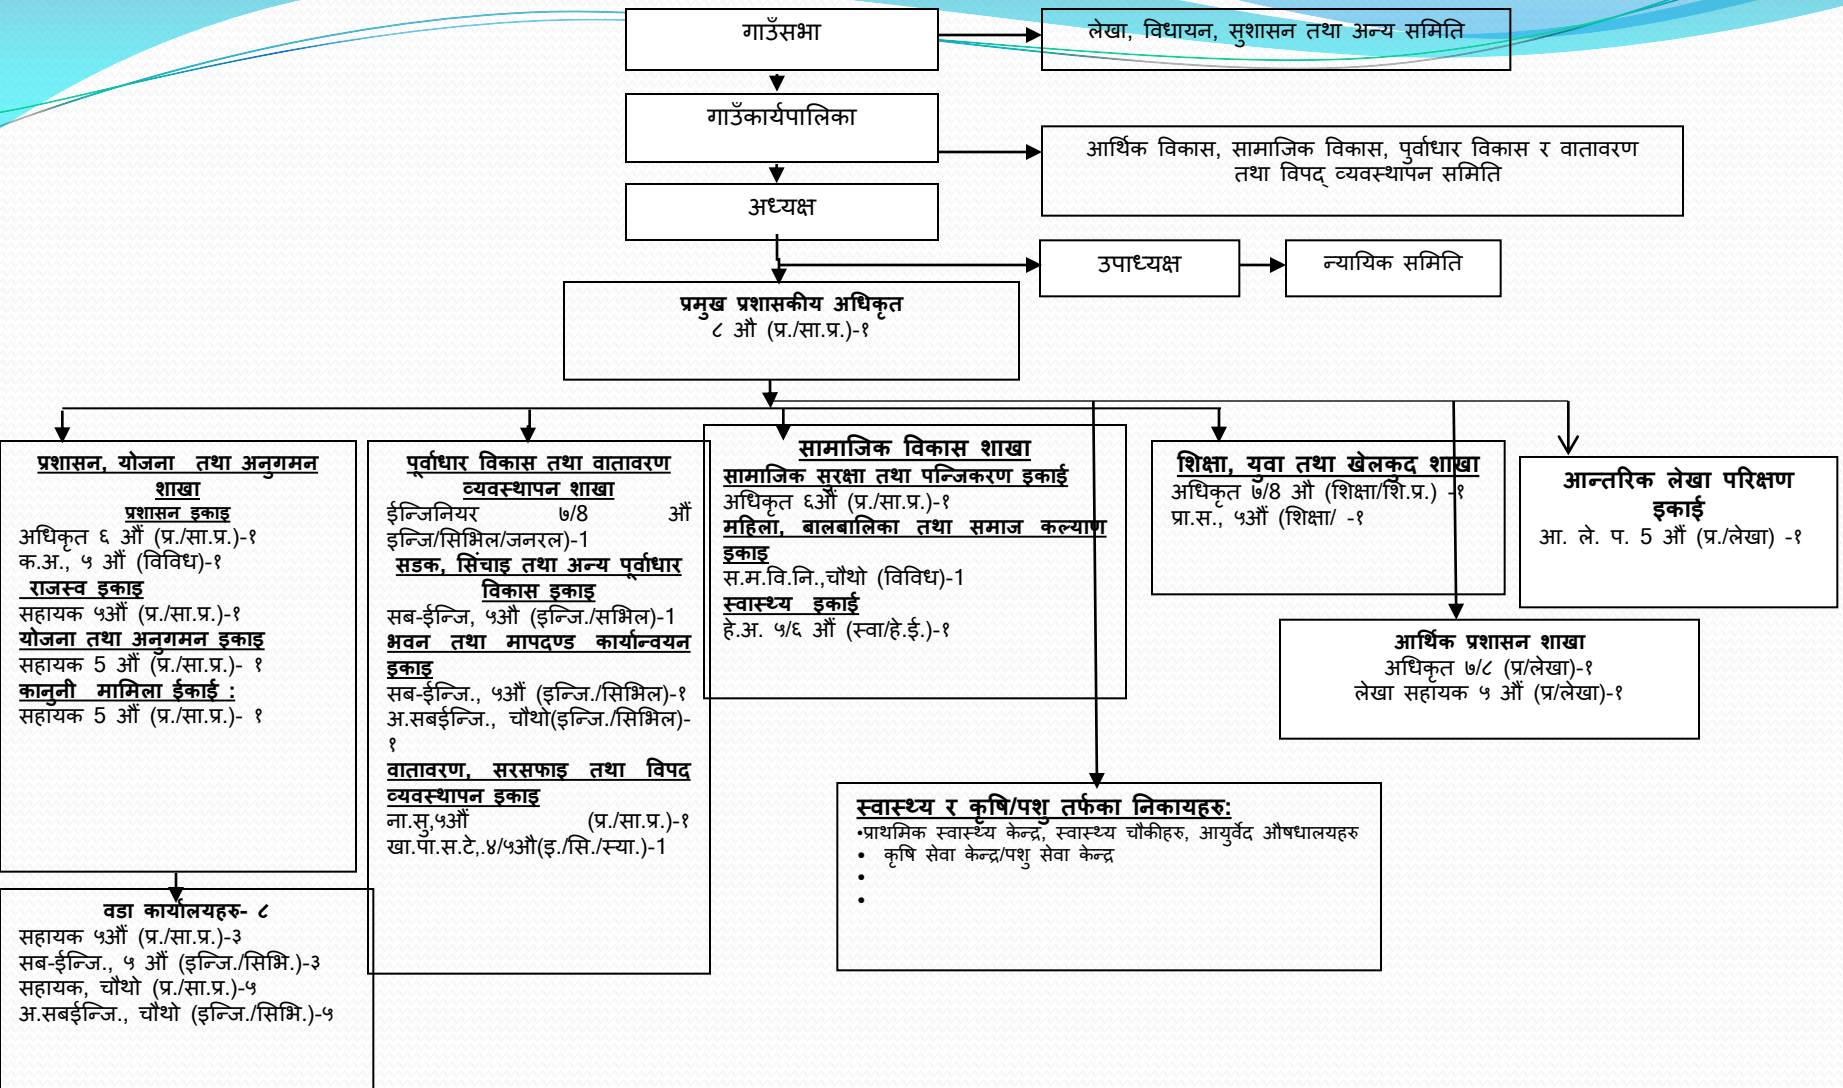 गाउँसभा
लेखा, विधायन, सुशासन तथा अन्य समिति
गाउँकार्यपालिका
आर्थिक विकास, सामाजिक विकास, पुर्वाधार विकास र वातावरण
तथा विपद् व्यवस्थापन समिति
अध्यक्ष
उपाध्यक्ष
न्यायिक समिति
प्रमुख प्रशासकीय अधिकृत
८ औ (प्र./सा.प्र.)-१
प्रशासन, योजना तथा अनुगमन
शाखा
प्रशासन इकाइ
अधिकृत ६ औं (प्र./सा.प्र.)-१
क.अ., ५ औं (विविध)-१
राजस्व इकाइ
सहायक ५औं (प्र./सा.प्र.)-१
योजना तथा अनुगमन इकाइ
सहायक 5 औं (प्र./सा.प्र.)- १
कानुनी मामिला ईकाई :
सहायक 5 औं (प्र./सा.प्र.)- १
पूर्वाधार विकास तथा वातावरण
व्यवस्थापन शाखा
ईन्जिनियर ७/8 औं
इन्जि/सिभिल/जनरल)-1
सडक, सिंचाइ तथा अन्य पूर्वाधार
विकास इकाइ
सब-ईन्जि, ५औ (इन्जि./सभिल)-1
भवन तथा मापदण्ड कार्यान्वयन
इकाइ
सब-ईन्जि., ५औं (इन्जि./सिभिल)-१
अ.सबईन्जि., चौथो(इन्जि./सिभिल)-
१
वातावरण, सरसफाइ तथा विपद
व्यवस्थापन इकाइ
ना.सु,५औं (प्र./सा.प्र.)-१
खा.पा.स.टे,.४/५औ(इ./सि./स्या.)-1
सामाजिक विकास शाखा
सामाजिक सुरक्षा तथा पन्जिकरण इकाई
अधिकृत ६औं (प्र./सा.प्र.)-१
महिला, बालबालिका तथा समाज कल्याण
इकाइ
स.म.वि.नि.,चौथो (विविध)-1
स्वास्थ्य इकाई
हे.अ. ५/६ औं (स्वा/हे.ई.)-१
शिक्षा, युवा तथा खेलकुद शाखा
अधिकृत ७/8 औ (शिक्षा/शि.प्र.) -१
प्रा.स., ५औं (शिक्षा/ -१
आन्तरिक लेखा परिक्षण
इकाई
आ. ले. प. 5 औं (प्र./लेखा) -१
आर्थिक प्रशासन शाखा
अधिकृत ७/८ (प्र/लेखा)-१
लेखा सहायक ५ औं (प्र/लेखा)-१
स्वास्थ्य र कृषि/पशु तर्फका निकायहरु:
•प्राथमिक स्वास्थ्य केन्द्र, स्वास्थ्य चौकीहरु, आयुर्वेद औषधालयहरु
• कृषि सेवा केन्द्र/पशु सेवा केन्द्र
•
•
वडा कार्यालयहरु- ८
सहायक ५औं (प्र./सा.प्र.)-३
सब-ईन्जि., ५ औं (इन्जि./सिभि.)-३
सहायक, चौथो (प्र./सा.प्र.)-५
अ.सबईन्जि., चौथो (इन्जि./सिभि.)-५